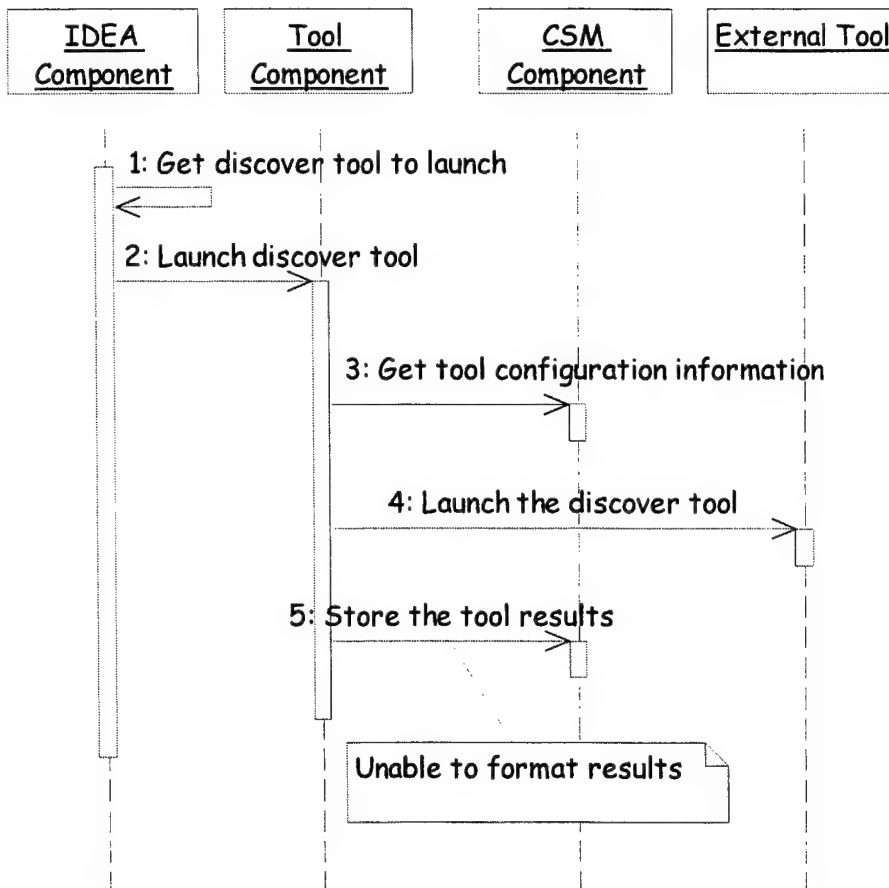 IDEA
Component
Tool
Component
CSM
Component
External Tool
1: Get discover tool to launch
2: Launch discover tool
3: Get tool configuration information
4: Launch the discover tool
5: Store the tool results
Unable to format results